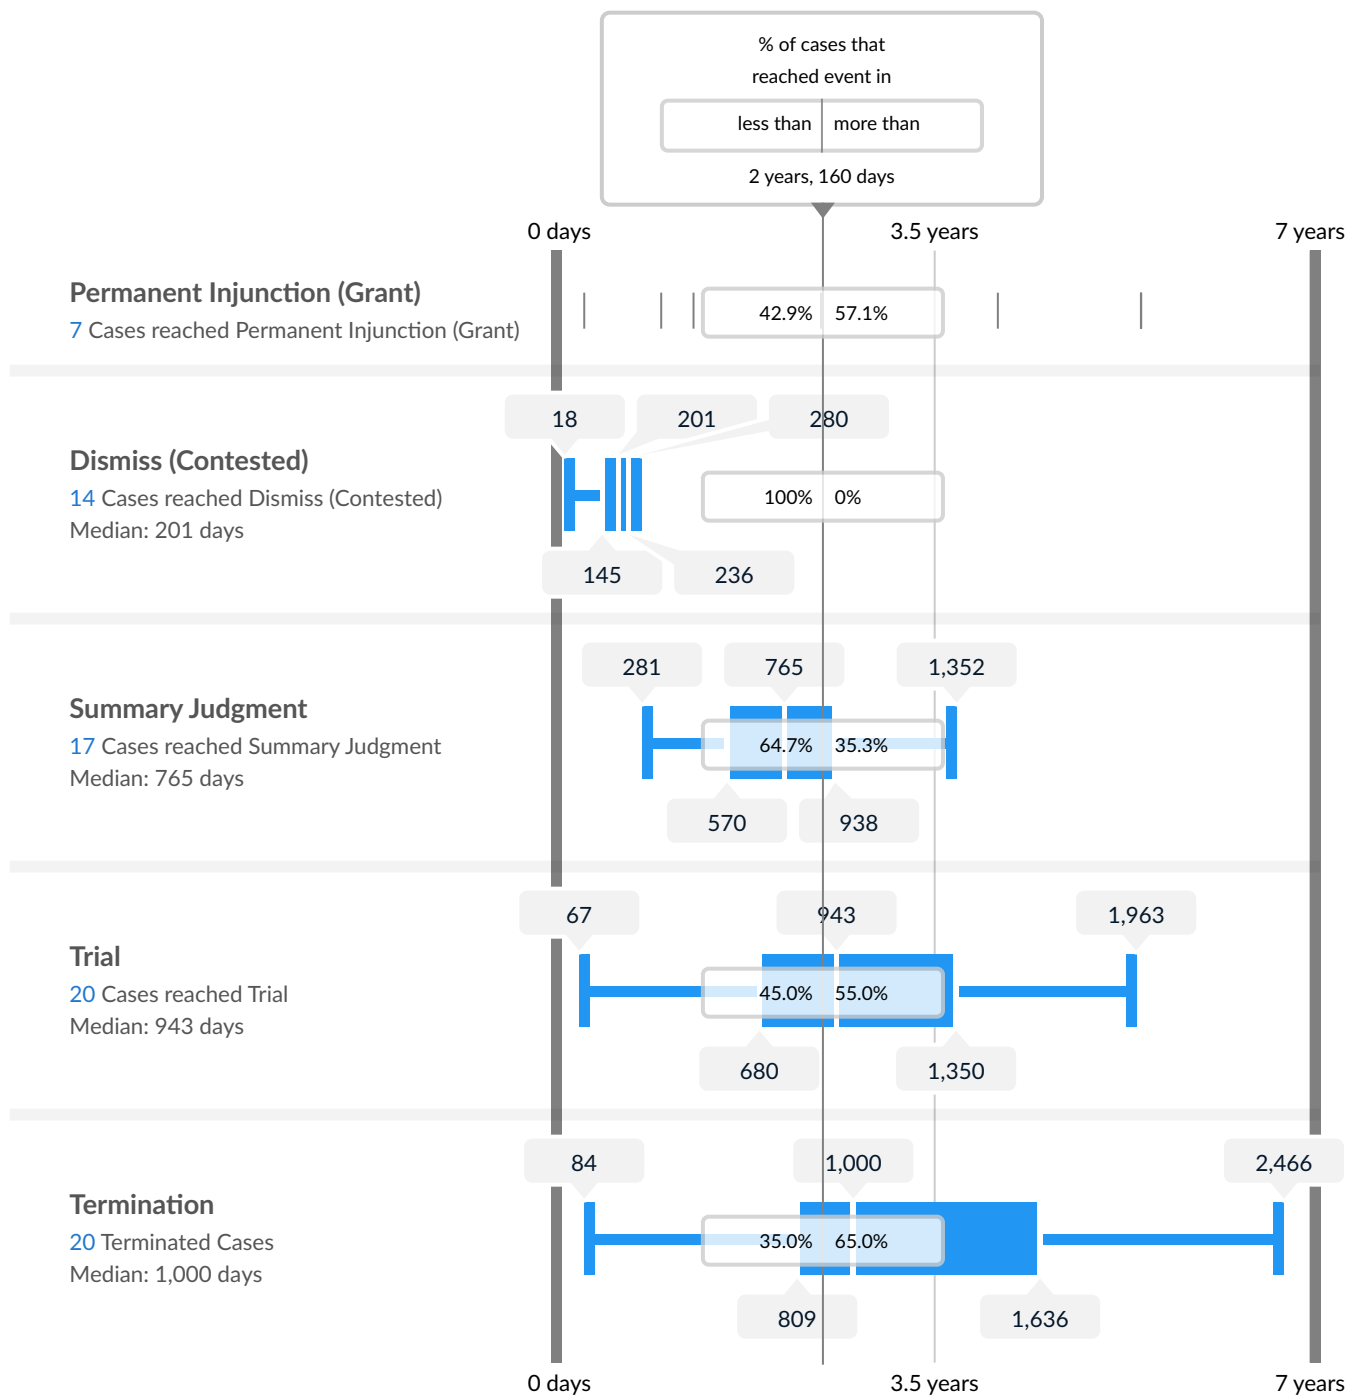 % of cases that
reached event in
less than more than
2 years, 160 days
0 days 3.5 years 7 years
Permanent Injunction (Grant)
7 Cases reached Permanent Injunction (Grant)
42.9% 57.1%
18 201 280
Dismiss (Contested)
14 Cases reached Dismiss (Contested)
Median: 201 days
100% 0%
145 236
281 765 1,352
Summary Judgment
17 Cases reached Summary Judgment
Median: 765 days
64.7% 35.3%
570 938
67 943 1,963
Trial
20 Cases reached Trial
Median: 943 days
45.0% 55.0%
680 1,350
84 1,000 2,466
Termination
20 Terminated Cases
Median: 1,000 days
35.0% 65.0%
809 1,636
0 days 3.5 years 7 years